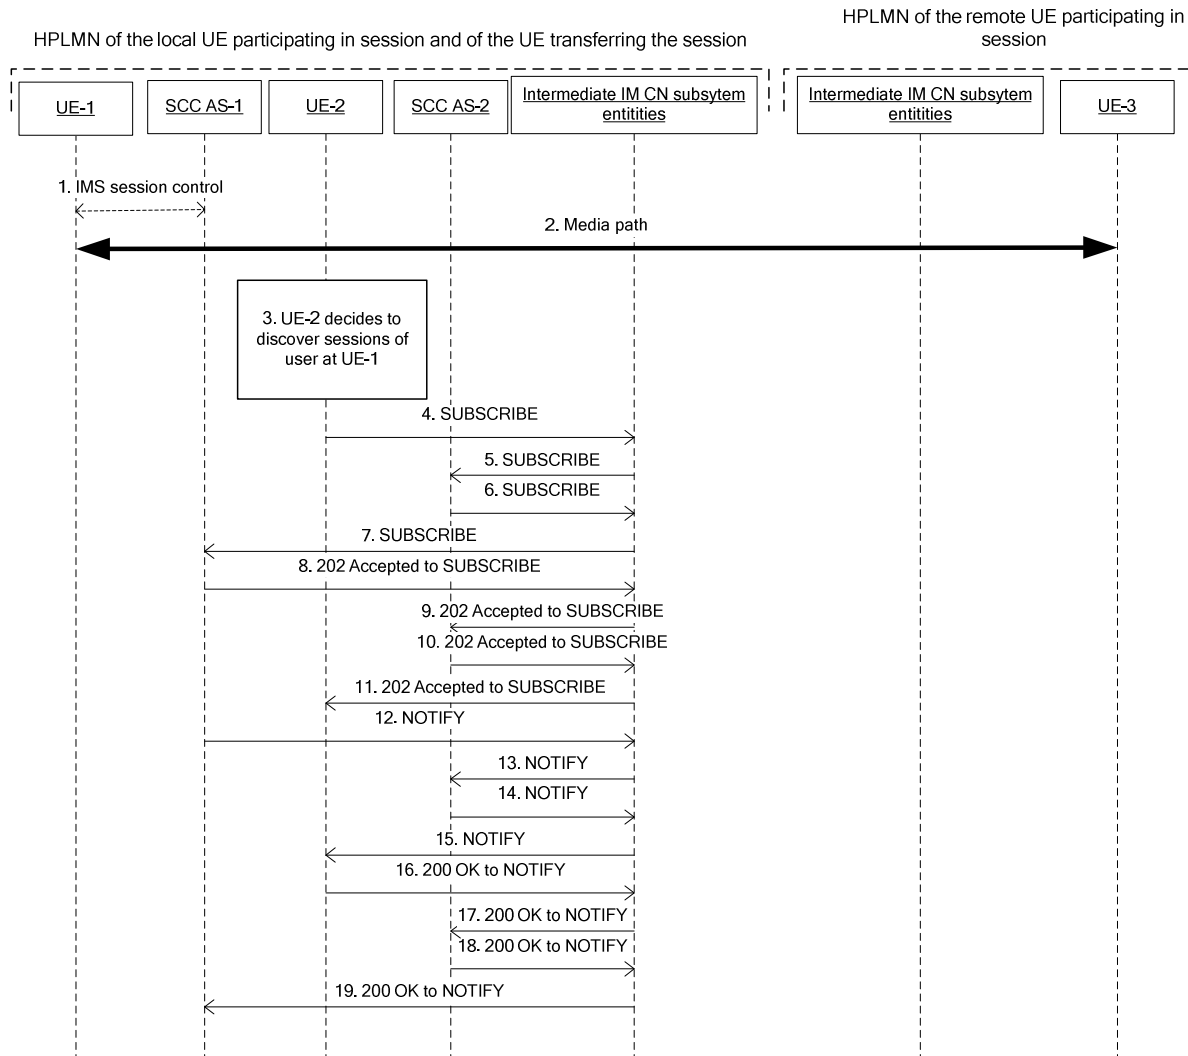 HPLMN of the remote UE participating in
session
HPLMN of the local UE participating in session and of the UE transferring the session
UE-1
SCC AS-1
UE-2
SCC AS-2
Intermediate IM CN subsytem
entitities
Intermediate IM CN subsytem
entitities
UE-3
1. IMS session control
2. Media path
3. UE-2 decides to
discover sessions of
user at UE-1
4. SUBSCRIBE
5. SUBSCRIBE
6. SUBSCRIBE
7. SUBSCRIBE
8. 202 Accepted to SUBSCRIBE
9. 202 Accepted to SUBSCRIBE
10. 202 Accepted to SUBSCRIBE
11. 202 Accepted to SUBSCRIBE
12. NOTIFY
13. NOTIFY
14. NOTIFY
15. NOTIFY
16. 200 OK to NOTIFY
17. 200 OK to NOTIFY
18. 200 OK to NOTIFY
19. 200 OK to NOTIFY